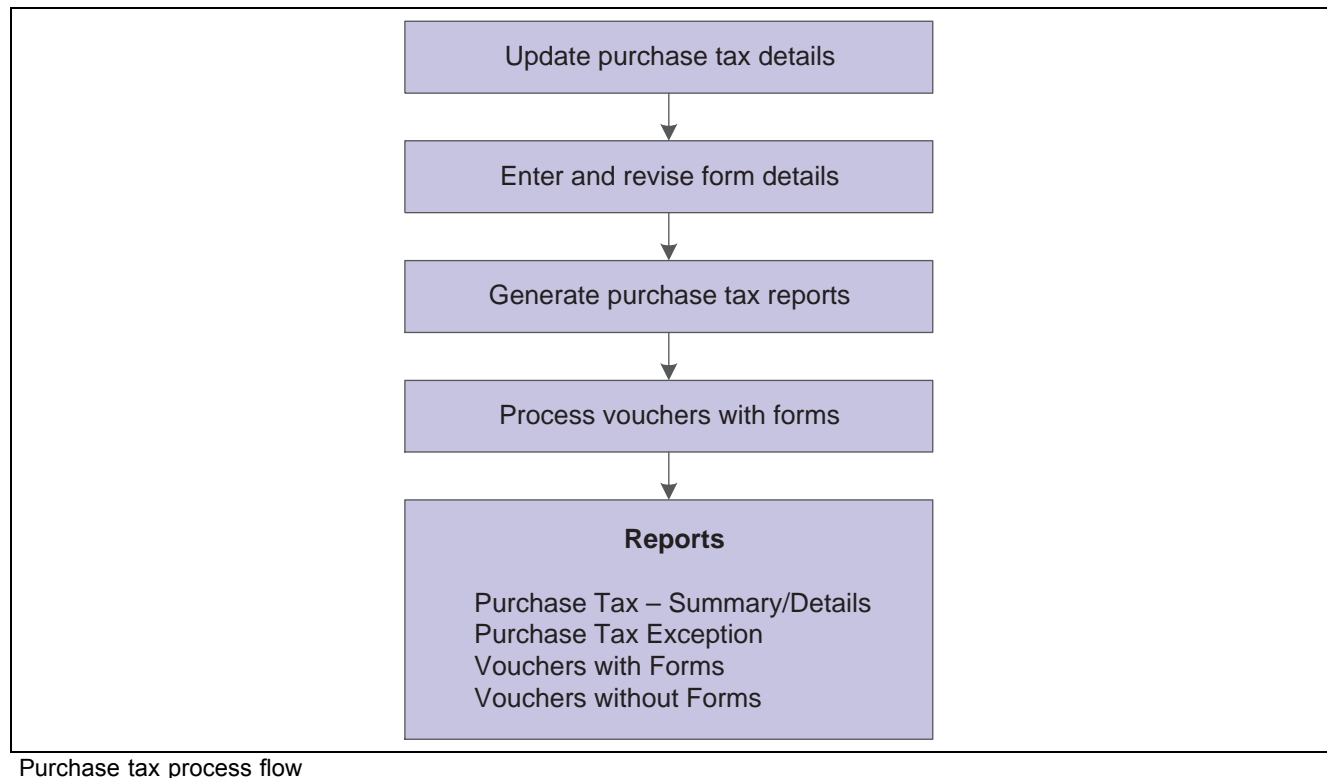 Update purchase tax details
Enter and revise form details
Generate purchase tax reports
Process vouchers with forms
Reports
Purchase Tax – Summary/Details
Purchase Tax Exception
Vouchers with Forms
Vouchers without Forms
Purchase tax process flow